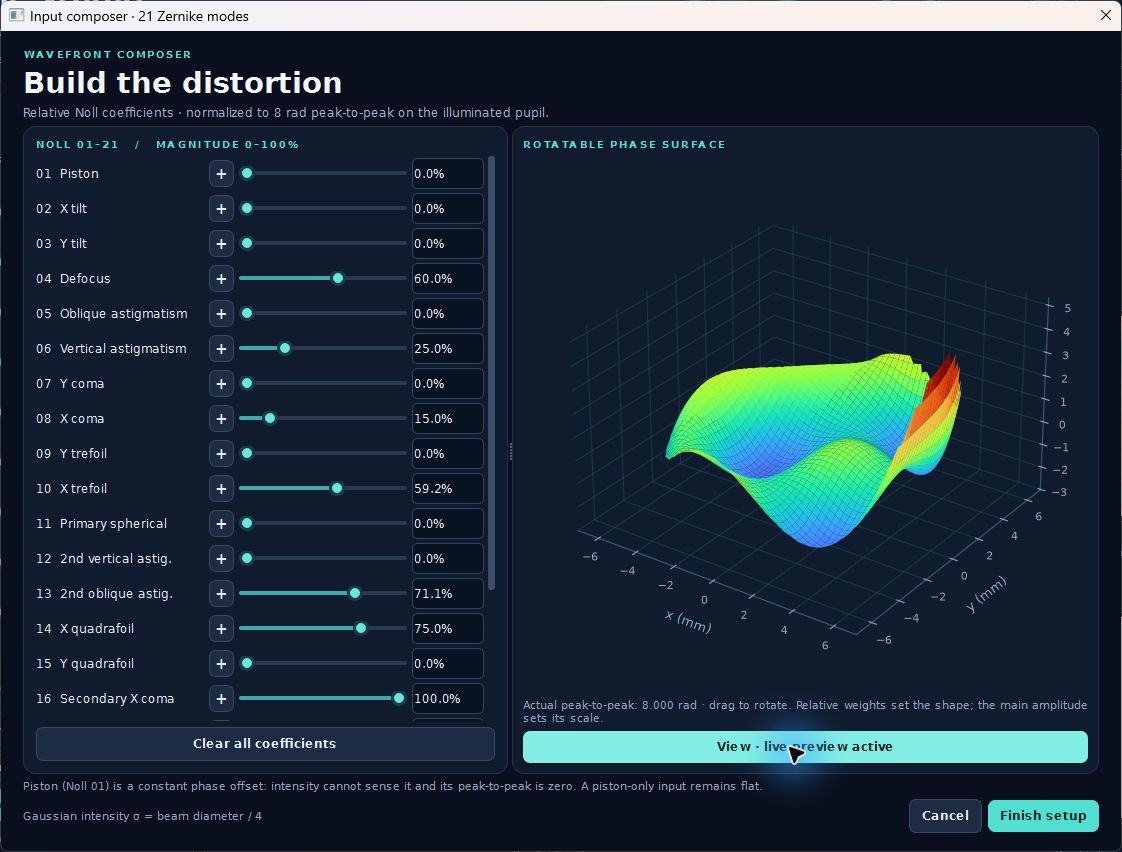 Input composer · 21 Zernike modes
WAVEFRONT COMPOSER
Build the distortion
Relative Noll coefficients · normalized to 8 rad peak-to-peak on the illuminated pupil.
NOLL 01–21 / MAGNITUDE 0–100%
01 Piston + 0.0%
02 X tilt + 0.0%
03 Y tilt + 0.0%
04 Defocus + 60.0%
05 Oblique astigmatism + 0.0%
06 Vertical astigmatism + 25.0%
07 Y coma + 0.0%
08 X coma + 15.0%
09 Y trefoil + 0.0%
10 X trefoil + 59.2%
11 Primary spherical + 0.0%
12 2nd vertical astig. + 0.0%
13 2nd oblique astig. + 71.1%
14 X quadrafoil + 75.0%
15 Y quadrafoil + 0.0%
16 Secondary X coma + 100.0%
Clear all coefficients
ROTATABLE PHASE SURFACE
5
4
3
2
1
0
−1
−2
−3
−6
−4
−2
0
2
4
6
x (mm)
−6
−4
−2
0
2
4
6
y (mm)
Actual peak-to-peak: 8.000 rad · drag to rotate. Relative weights set the shape; the main amplitude
sets its scale.
View · live preview active
Piston (Noll 01) is a constant phase offset: intensity cannot sense it and its peak-to-peak is zero. A piston-only input remains flat.
Gaussian intensity σ = beam diameter / 4
Cancel
Finish setup